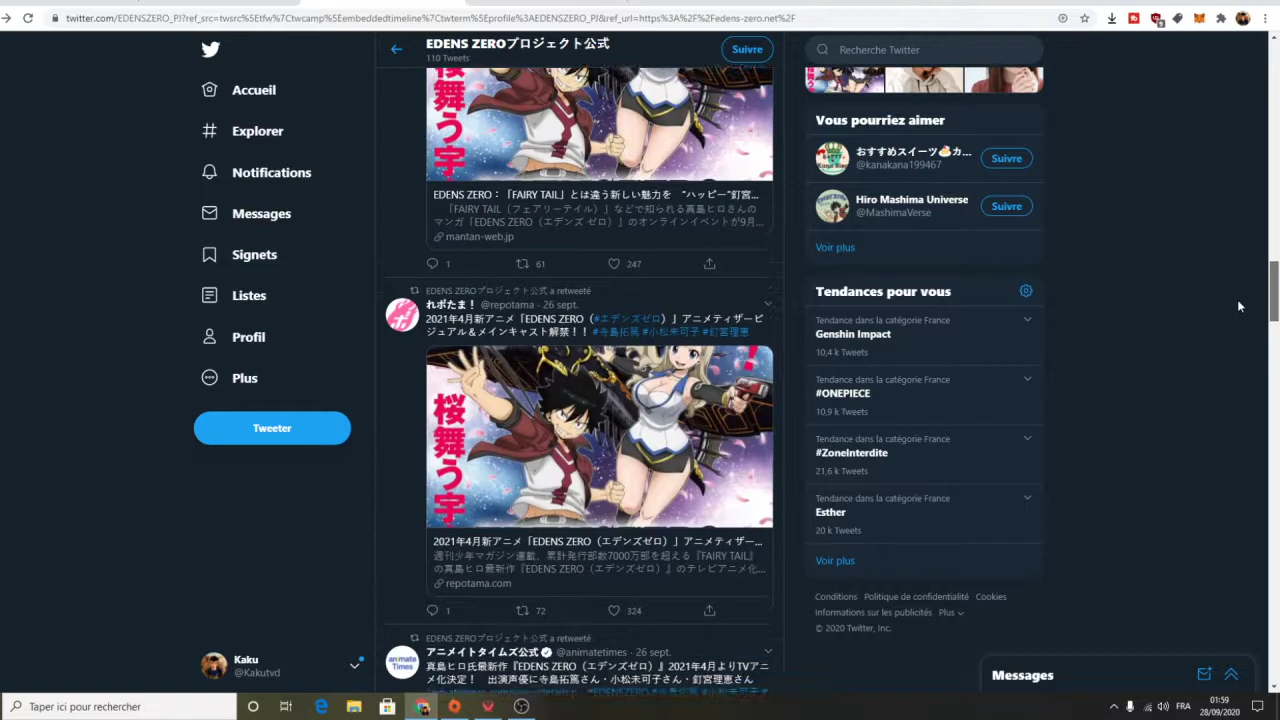 twitter.com/EDENSZERO_PJ?ref_src=twsrc%5Etfw%7Ctwcamp%5Eembeddedtimeline%7Ctwterm%5Eprofile%3AEDENSZERO_PJ&ref_url=https%3A%2F%2Fedens-zero.net%2F
Accueil
Explorer
Notifications
Messages
Signets
Listes
Profil
Plus
Tweeter
Kaku
@Kakutvd
EDENS ZEROプロジェクト公式
110 Tweets
Suivre
桜舞う宇
EDENS ZERO：「FAIRY TAIL」とは違う新しい魅力を “ハッピー”釘宮...
「FAIRY TAIL（フェアリーテイル）」などで知られる真島ヒロさんの
マンガ「EDENS ZERO（エデンズ ゼロ）」のオンラインイベントが9月...
mantan-web.jp
1 61 247
EDENS ZEROプロジェクト公式 a retweeté
れポたま！ @repotama · 26 sept.
2021年4月新アニメ「EDENS ZERO（#エデンズゼロ）」アニメティザービ
ジュアル＆メインキャスト解禁！！ #寺島拓篤 #小松未可子 #釘宮理恵
桜舞う宇
2021年4月新アニメ「EDENS ZERO（エデンズゼロ）」アニメティザー...
週刊少年マガジン連載、累計発行部数7000万部を超える『FAIRY TAIL』
の真島ヒロ最新作『EDENS ZERO（エデンズゼロ）』のテレビアニメ化...
repotama.com
1 72 324
EDENS ZEROプロジェクト公式 a retweeté
アニメイトタイムズ公式 @animatetimes · 26 sept.
animate Times
真島ヒロ氏最新作『EDENS ZERO（エデンズゼロ）』2021年4月よりTVアニ
メ化決定！ 出演声優に寺島拓篤さん・小松未可子さん・釘宮理恵さん
Recherche Twitter
Vous pourriez aimer
おすすめスイーツ🍰カ...
@kanakana199467
Suivre
Hiro Mashima Universe
@MashimaVerse
Suivre
Voir plus
Tendances pour vous
Tendance dans la catégorie France
Genshin Impact
10,4 k Tweets
Tendance dans la catégorie France
#ONEPIECE
10,9 k Tweets
Tendance dans la catégorie France
#ZoneInterdite
21,6 k Tweets
Tendance dans la catégorie France
Esther
20 k Tweets
Voir plus
Conditions Politique de confidentialité Cookies
Informations sur les publicités Plus
© 2020 Twitter, Inc.
Messages
Taper ici pour rechercher
FRA
01:59
28/09/2020